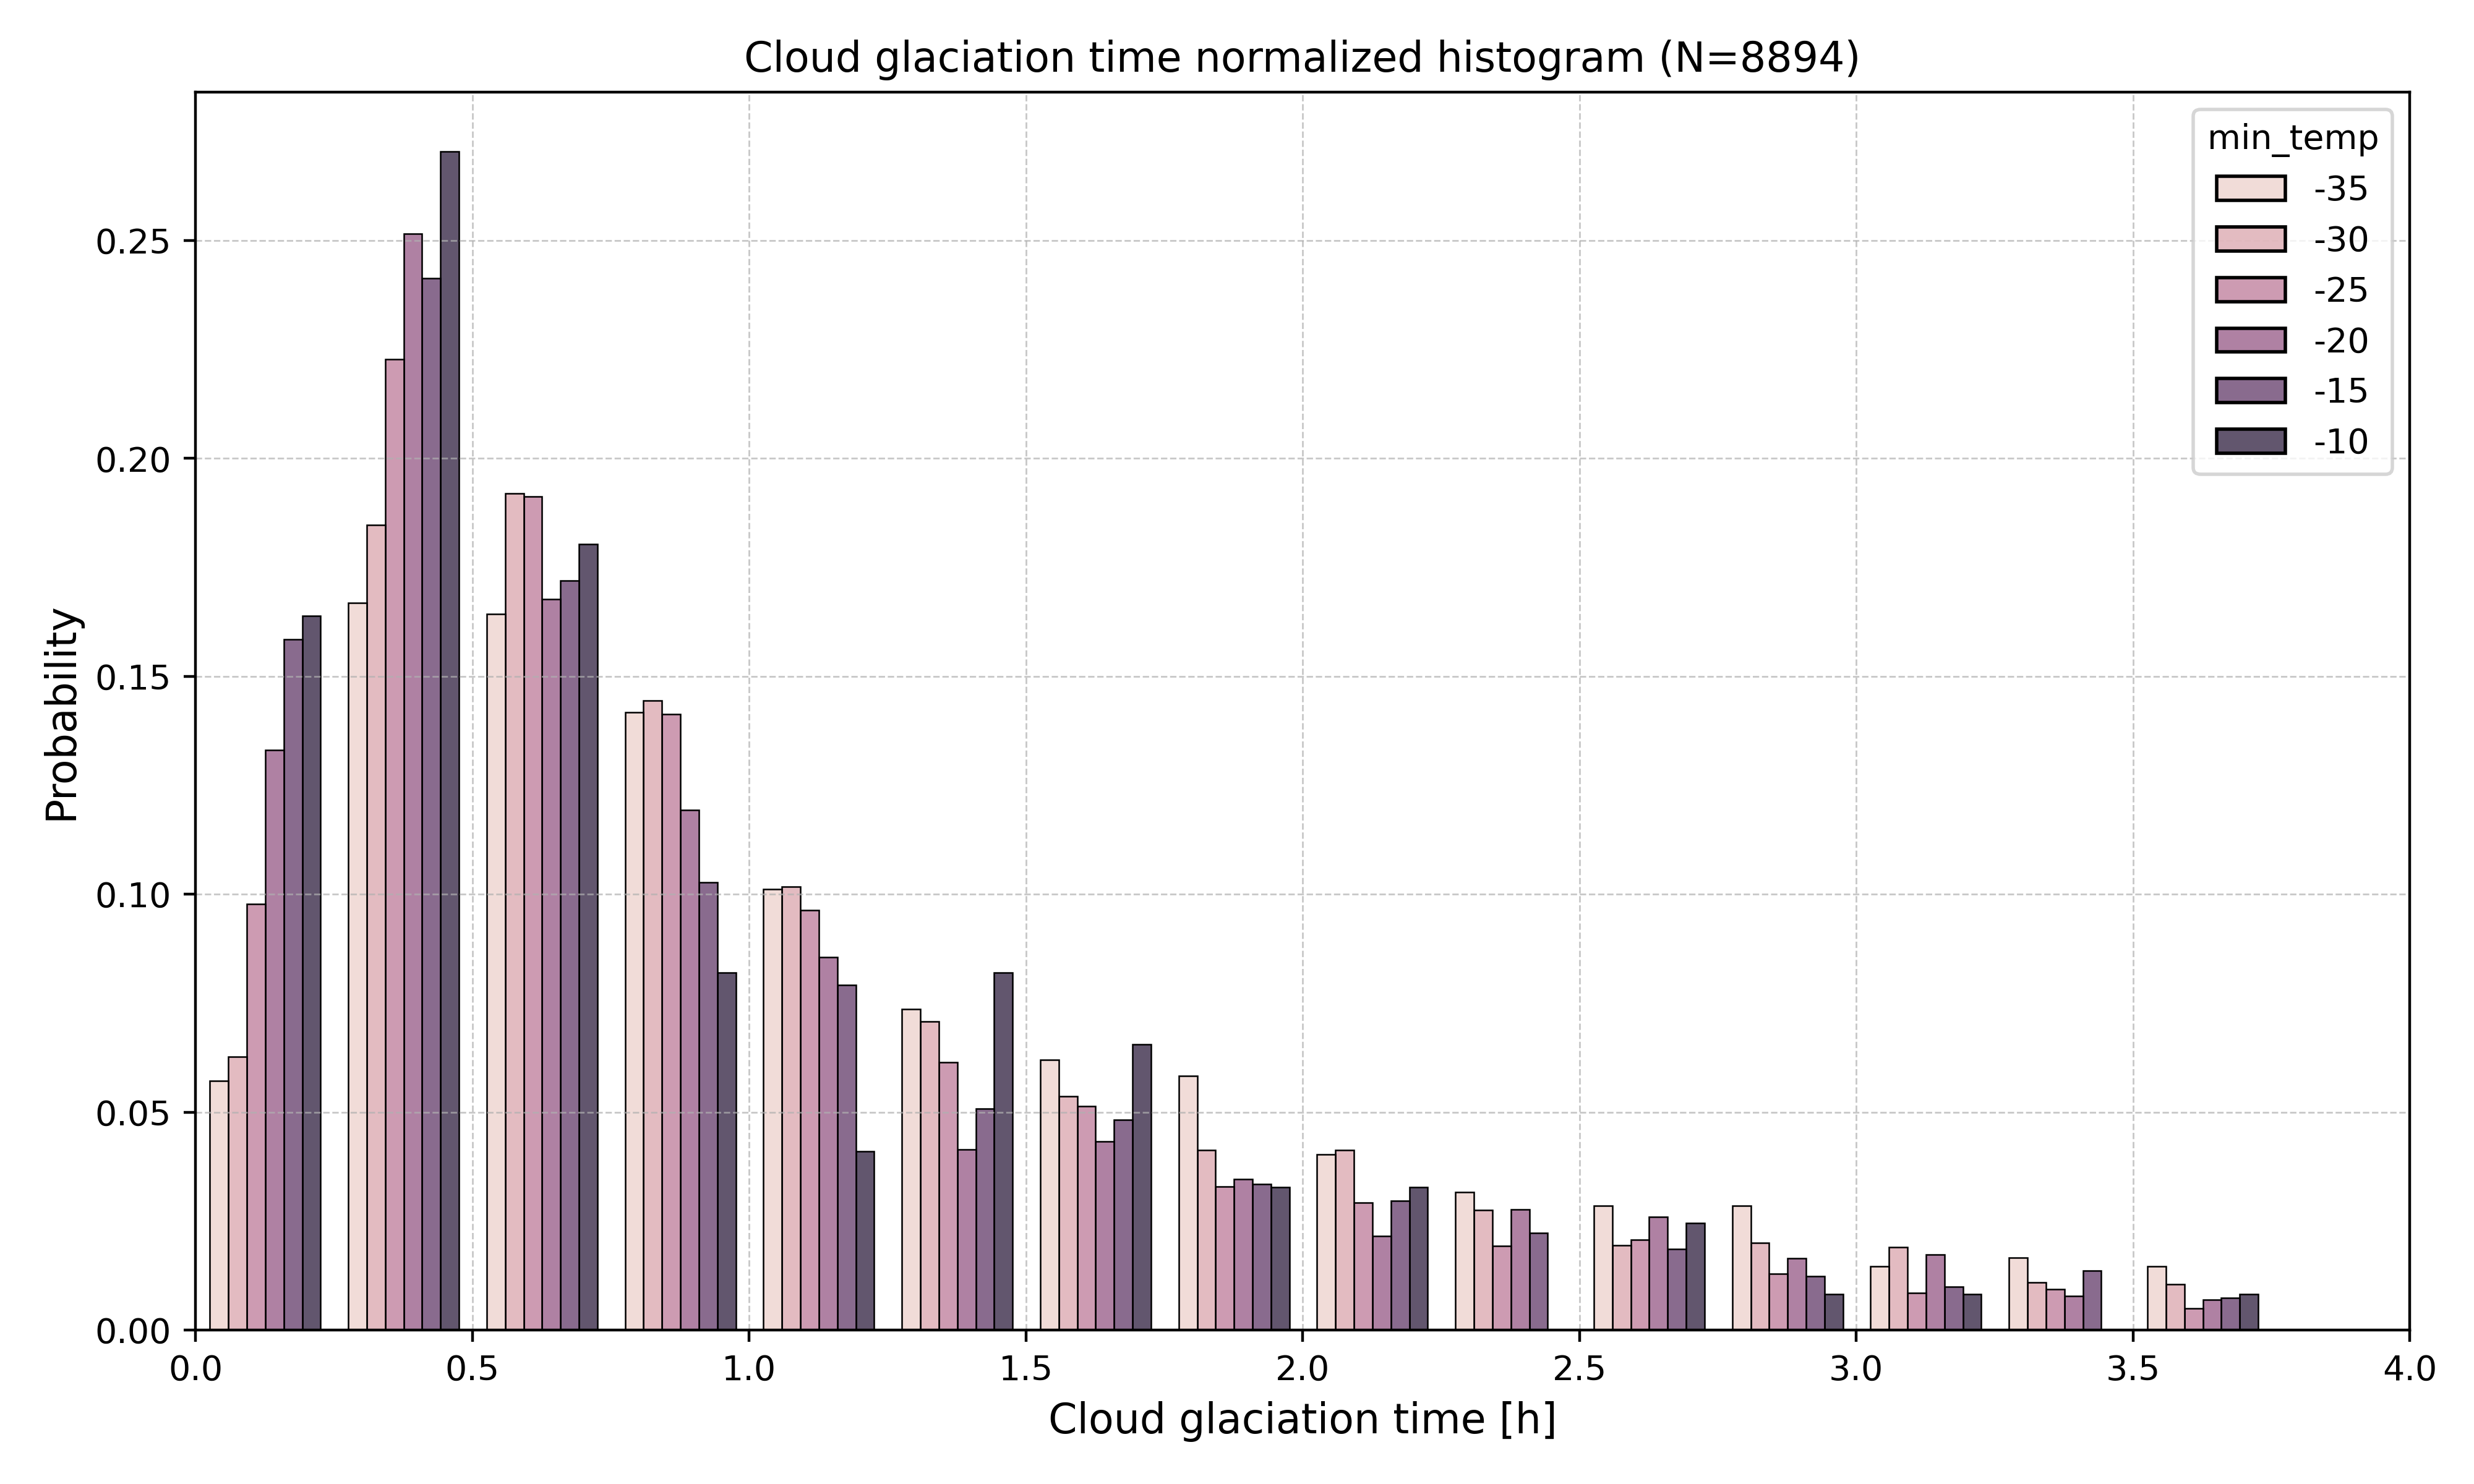 Cloud glaciation time normalized histogram (N=8894)
min_temp
-35
-30
-25
-20
-15
-10
Probability
0.25
0.20
0.15
0.10
0.05
0.00
0.0 0.5 1.0 1.5 2.0 2.5 3.0 3.5 4.0
Cloud glaciation time [h]